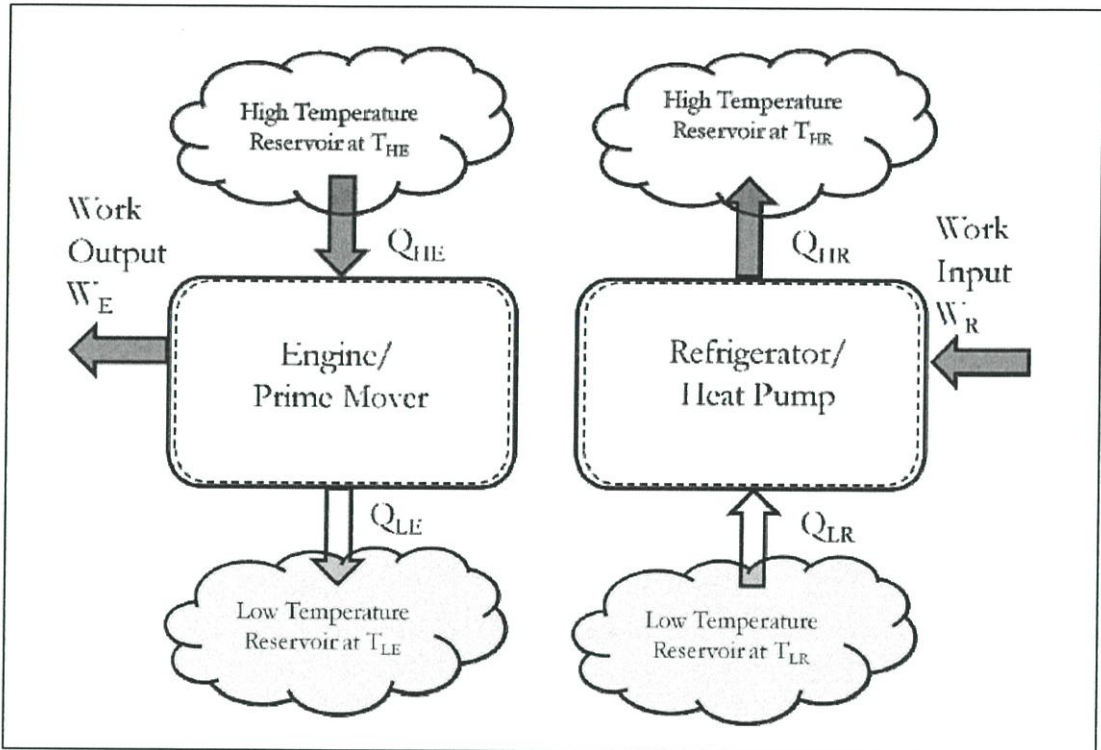 High Temperature
Reservoir at T_HE
High Temperature
Reservoir at T_HR
Work
Output
W_E
Q_HE
Q_HR
Work
Input
W_R
Engine/
Prime Mover
Refrigerator/
Heat Pump
Q_LE
Q_LR
Low Temperature
Reservoir at T_LE
Low Temperature
Reservoir at T_LR